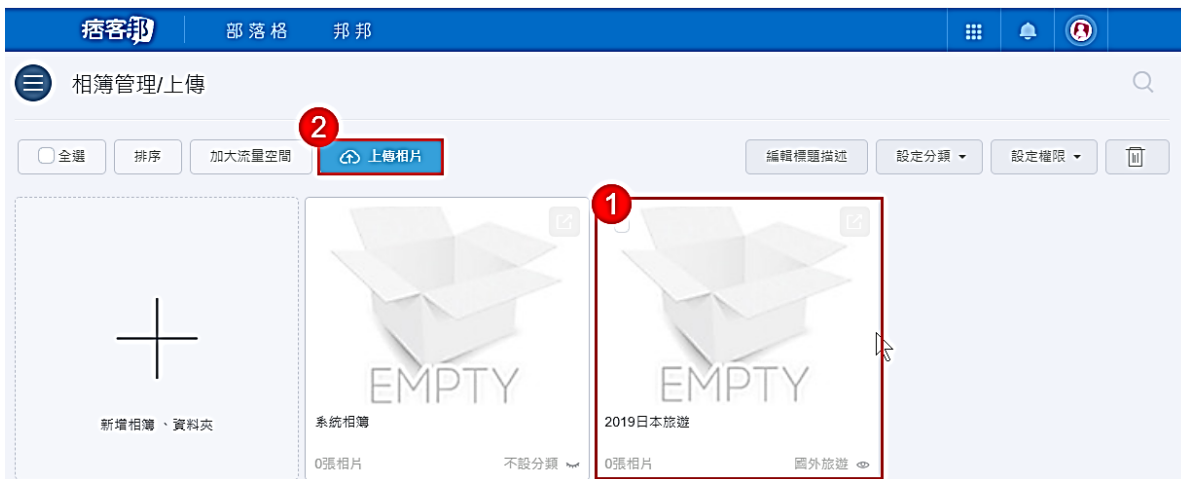 痞客邦 部落格 邦邦
相簿管理/上傳
2
全選 排序 加大流量空間 上傳相片 編輯標題描述 設定分類 設定權限
1
EMPTY EMPTY
新增相簿、資料夾 系統相簿 2019日本旅遊
0張相片 不設分類 0張相片 國外旅遊